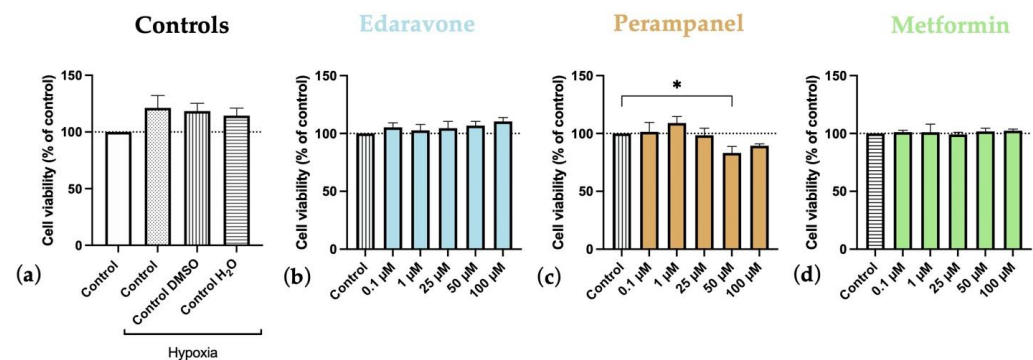 Controls
Edaravone
Perampanel
Metformin
Cell viability (% of control)
150
100
50
0
Control
Control
Control DMSO
Control H₂O
Hypoxia
(a)
Cell viability (% of control)
150
100
50
0
Control
0.1 µM
1 µM
25 µM
50 µM
100 µM
(b)
Cell viability (% of control)
150
100
50
0
*
Control
0.1 µM
1 µM
25 µM
50 µM
100 µM
(c)
Cell viability (% of control)
150
100
50
0
Control
0.1 µM
1 µM
25 µM
50 µM
100 µM
(d)